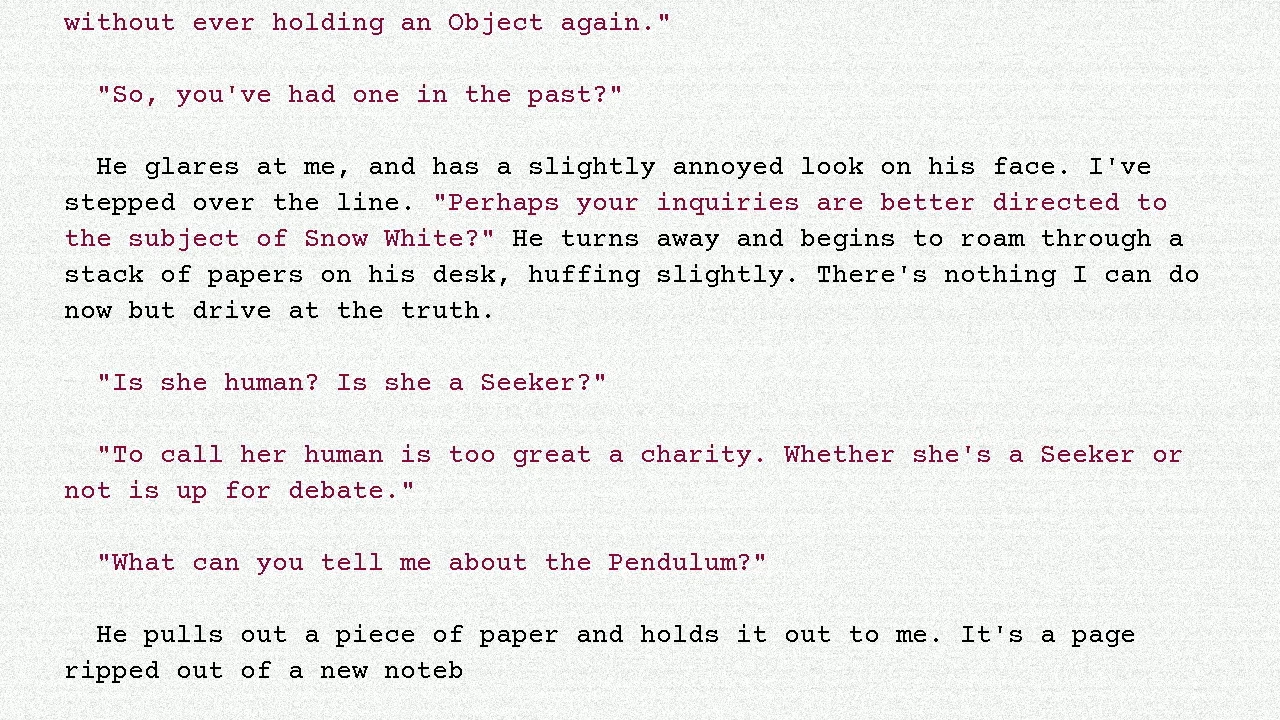 without ever holding an Object again."
"So, you've had one in the past?"
He glares at me, and has a slightly annoyed look on his face. I've
stepped over the line. "Perhaps your inquiries are better directed to
the subject of Snow White?" He turns away and begins to roam through a
stack of papers on his desk, huffing slightly. There's nothing I can do
now but drive at the truth.
"Is she human? Is she a Seeker?"
"To call her human is too great a charity. Whether she's a Seeker or
not is up for debate."
"What can you tell me about the Pendulum?"
He pulls out a piece of paper and holds it out to me. It's a page
ripped out of a new noteb